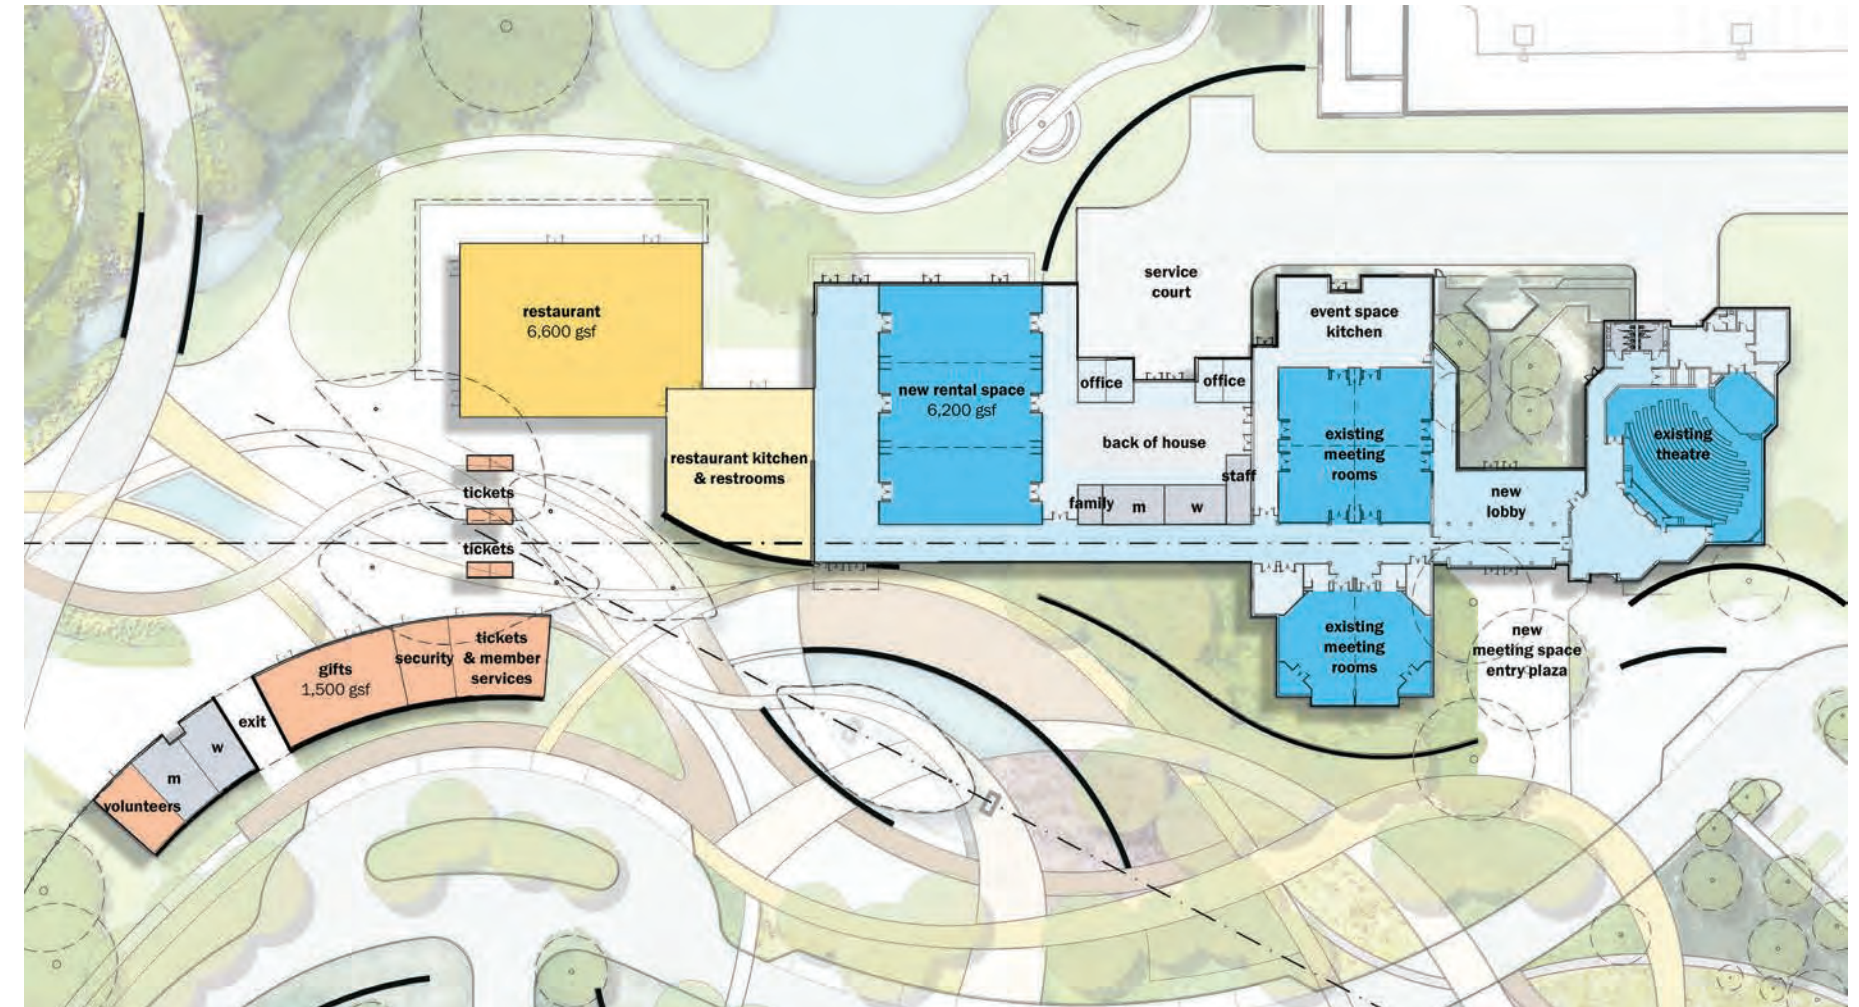 service
court
restaurant
6,600 gsf
event space
kitchen
office
office
new rental space
6,200 gsf
back of house
existing
meeting
rooms
existing
theatre
restaurant kitchen
& restrooms
staff
family
m
w
new
lobby
tickets
tickets
tickets
& member
services
security
gifts
1,500 gsf
exit
w
m
volunteers
existing
meeting
rooms
new
meeting space
entry plaza